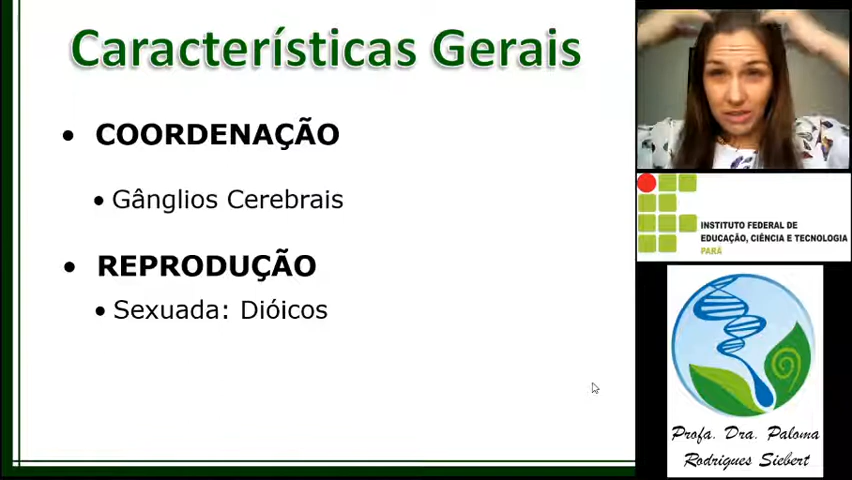 Características Gerais
• COORDENAÇÃO
• Gânglios Cerebrais
• REPRODUÇÃO
• Sexuada: Dióicos
INSTITUTO FEDERAL DE
EDUCAÇÃO, CIÊNCIA E TECNOLOGIA
PARÁ
Profa. Dra. Paloma
Rodrigues Siebert